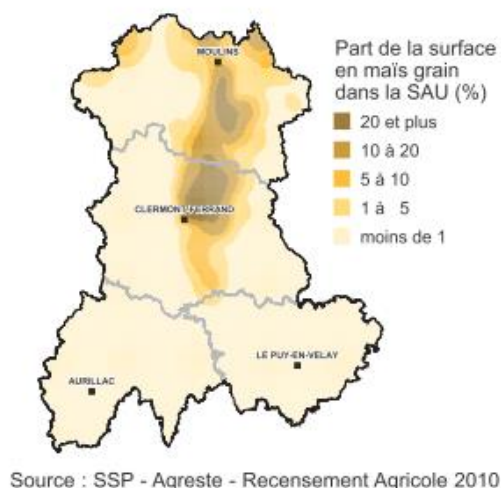 MOULINS
Part de la surface
en maïs grain
dans la SAU (%)
20 et plus
10 à 20
5 à 10
1 à 5
moins de 1
CLERMONT-FERRAND
LE PUY-EN-VELAY
AURILLAC
Source : SSP - Agreste - Recensement Agricole 2010